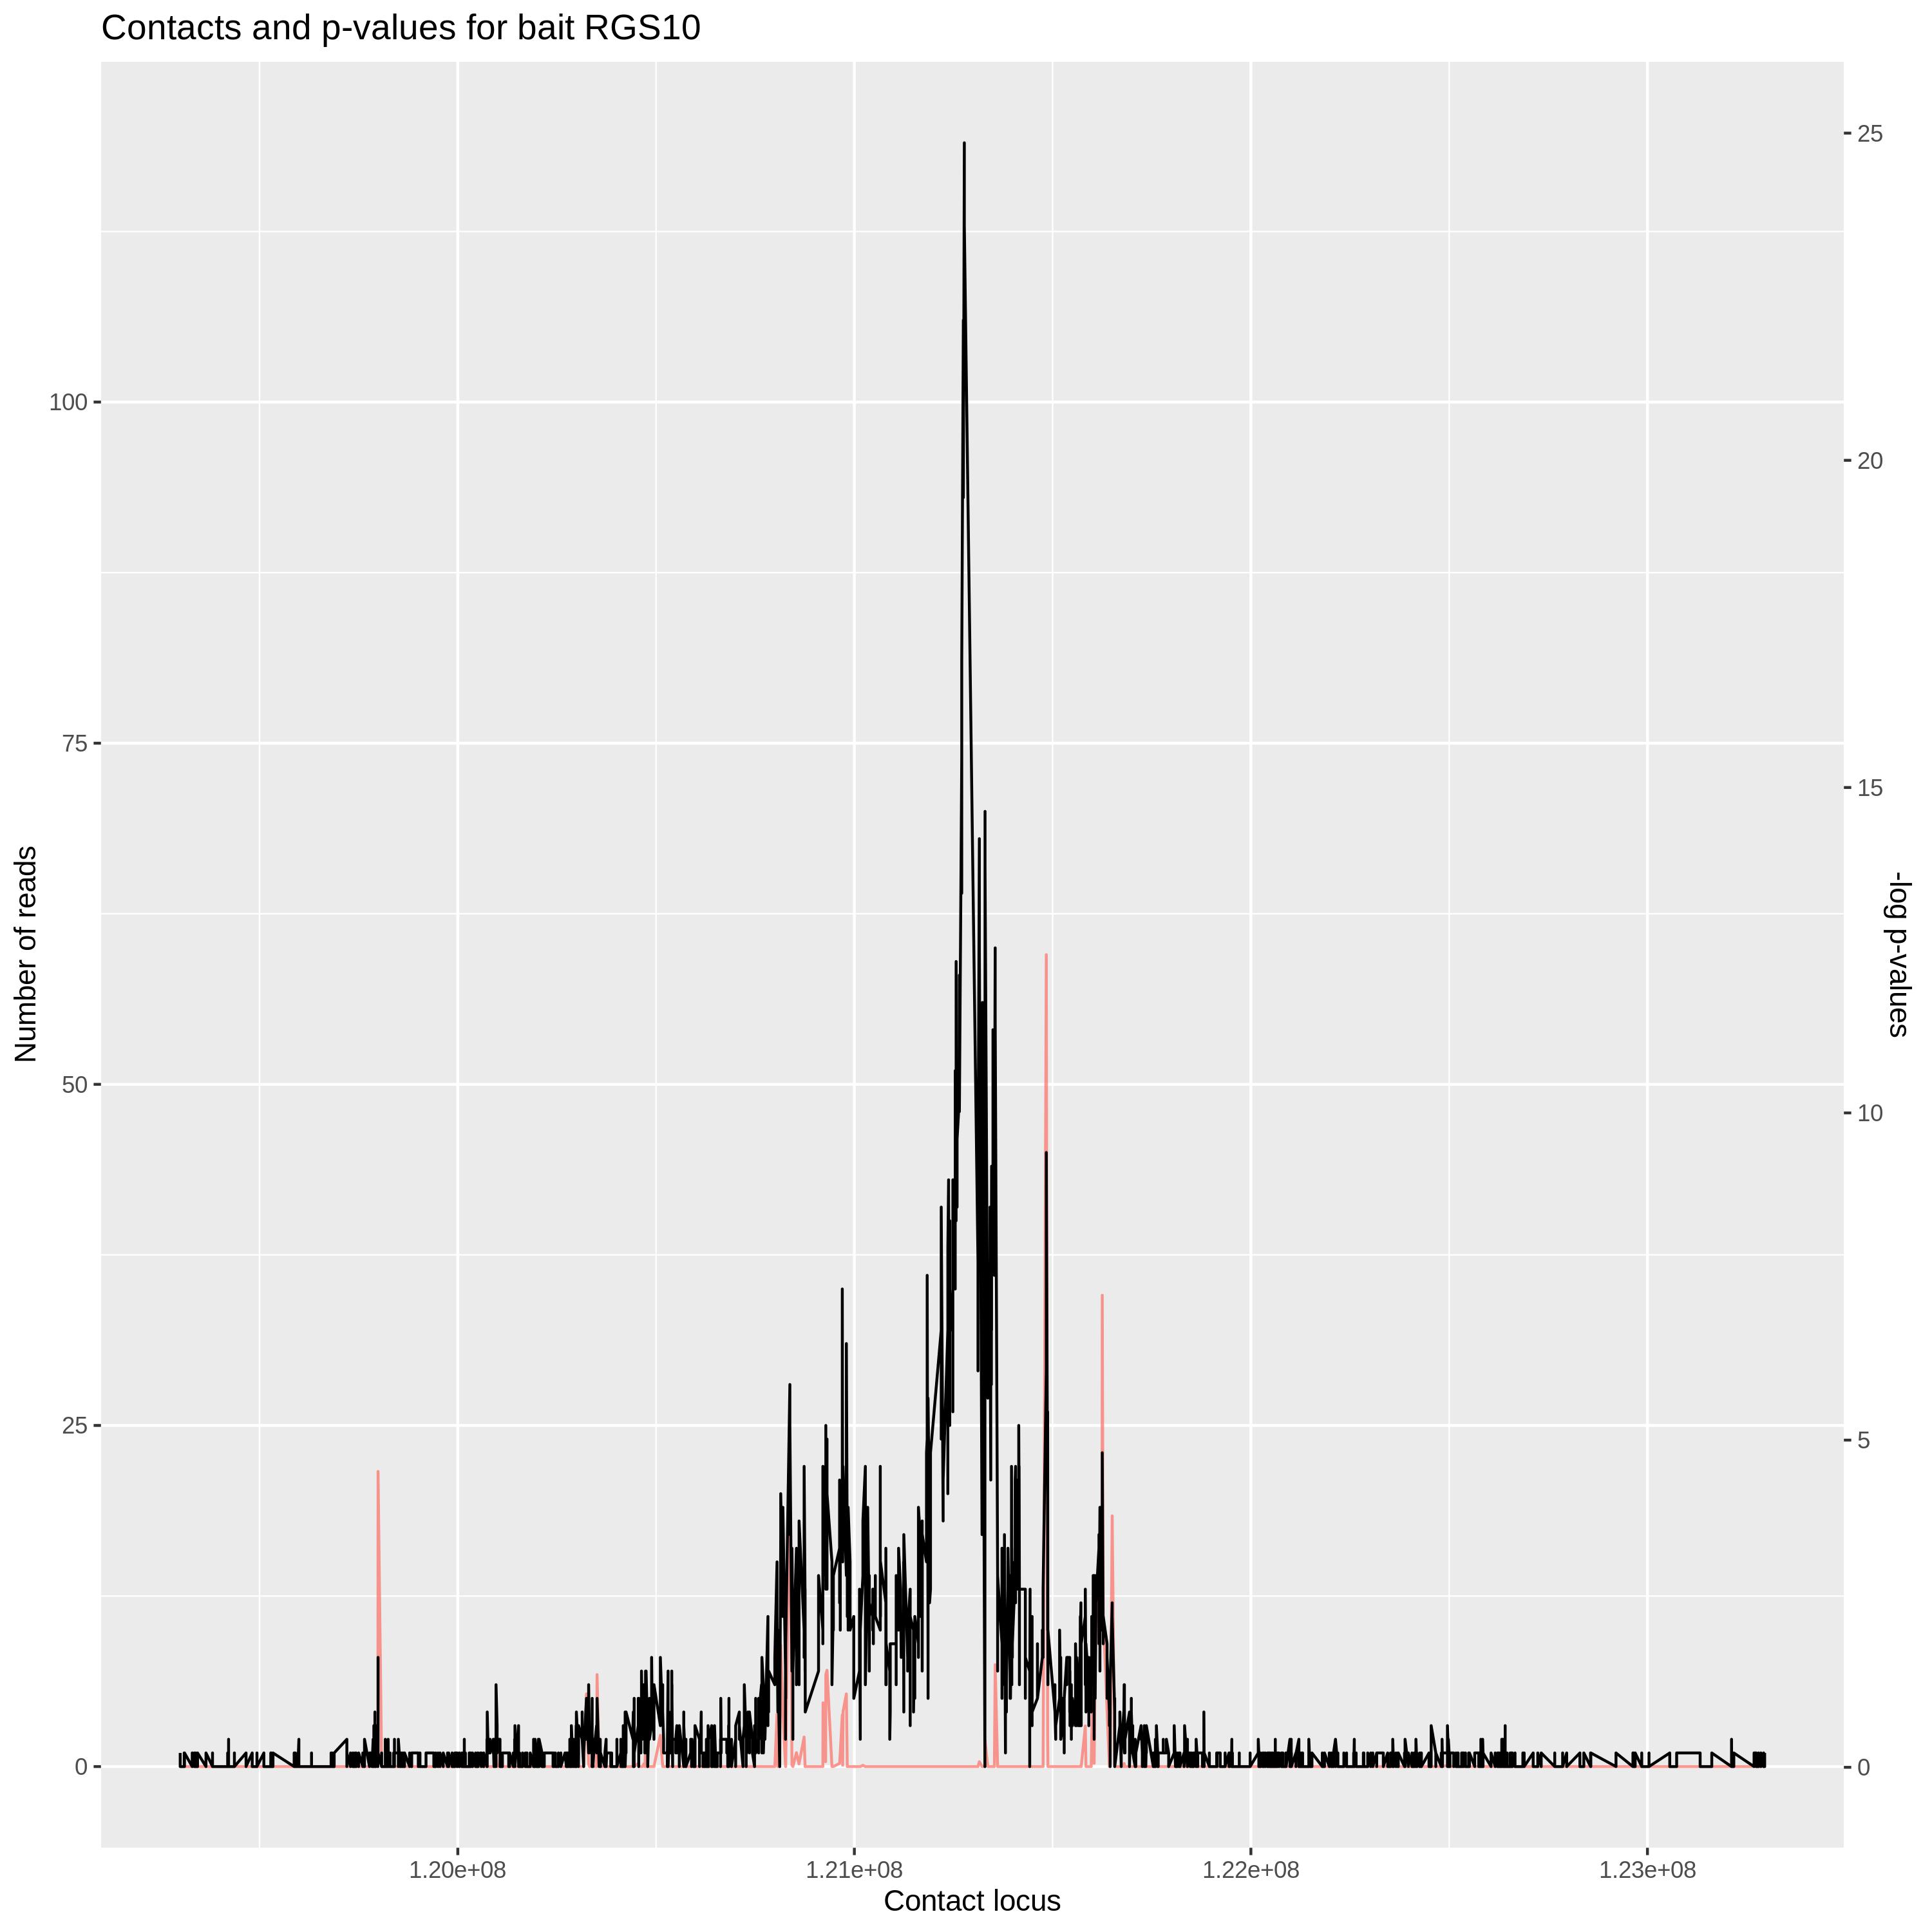 Contacts and p-values for bait RGS10
Number of reads
100
75
50
25
0
25
20
15
10
5
0
-log p-values
1.20e+08
1.21e+08
1.22e+08
1.23e+08
Contact locus